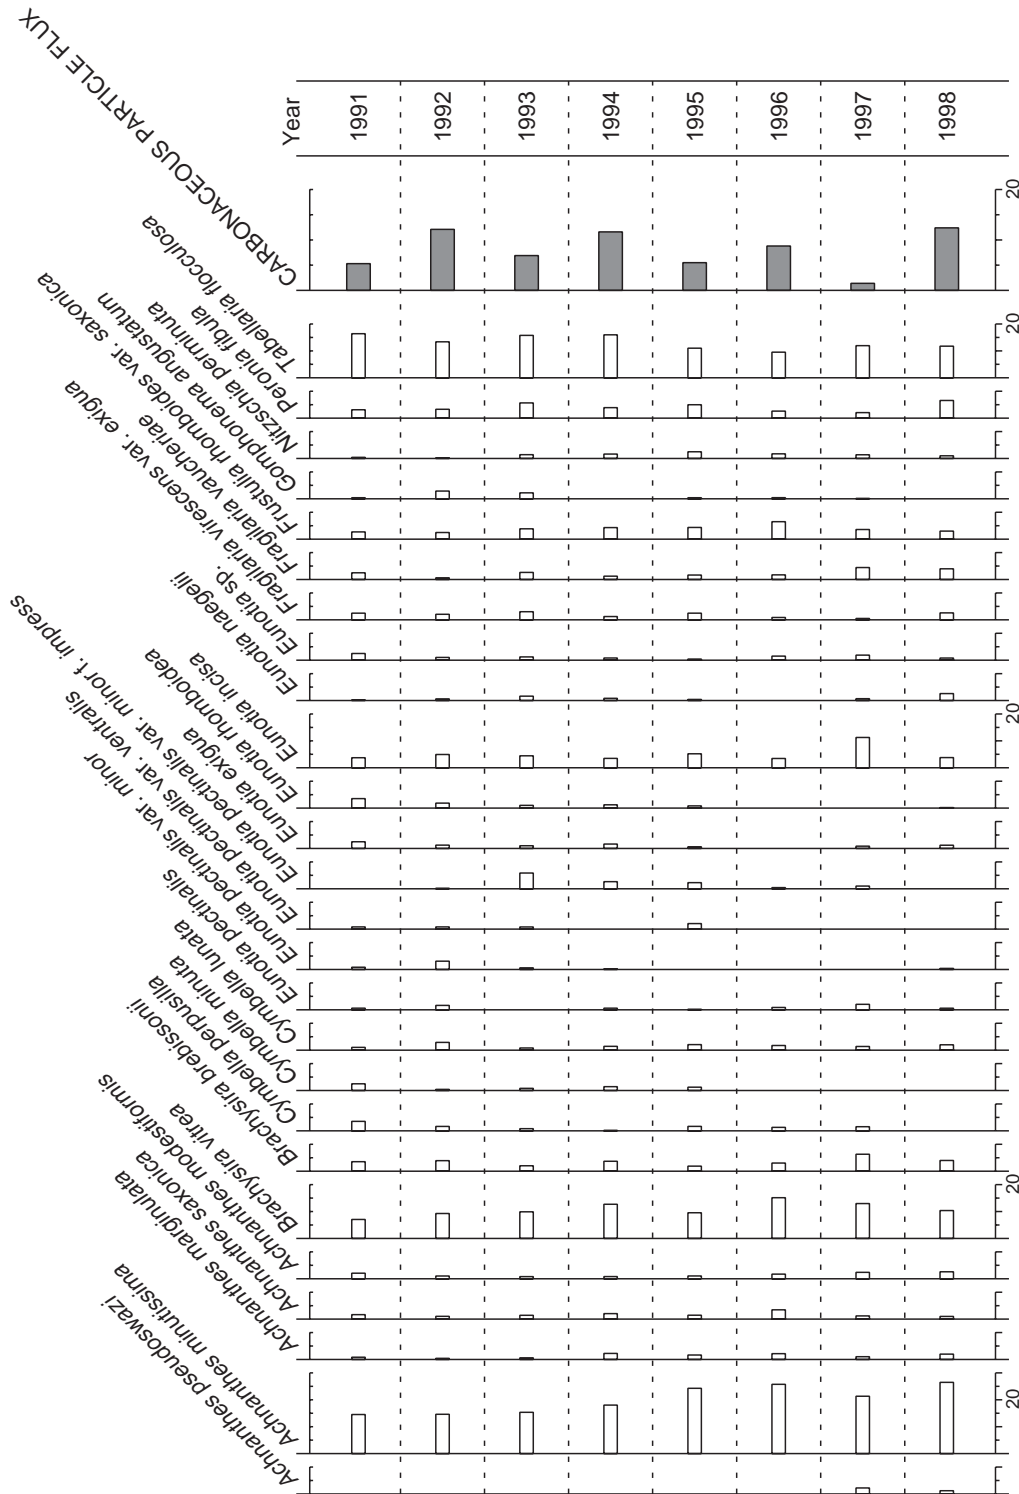 CARBONACEOUS PARTICLE FLUX
Year
1991
1992
1993
1994
1995
1996
1997
1998
20
Tabellaria flocculosa
20
Peronia fibula
Nitzschia perminuta
Gomphonema angustatum
Frustulia rhomboides var. saxonica
Fragilaria vaucheriae
Fragilaria virescens var. exigua
Eunotia sp.
Eunotia naegelii
Eunotia incisa
20
Eunotia rhomboidea
Eunotia exigua
Eunotia pectinalis var. minor f. impress
Eunotia pectinalis var. ventralis
Eunotia pectinalis var. minor
Eunotia pectinalis
Cymbella lunata
Cymbella minuta
Cymbella perpusilla
Brachysira brebissonii
Brachysira vitrea
20
Achnanthes modestiformis
Achnanthes saxonica
Achnanthes marginulata
Achnanthes minutissima
20
Achnanthes pseudoswazi